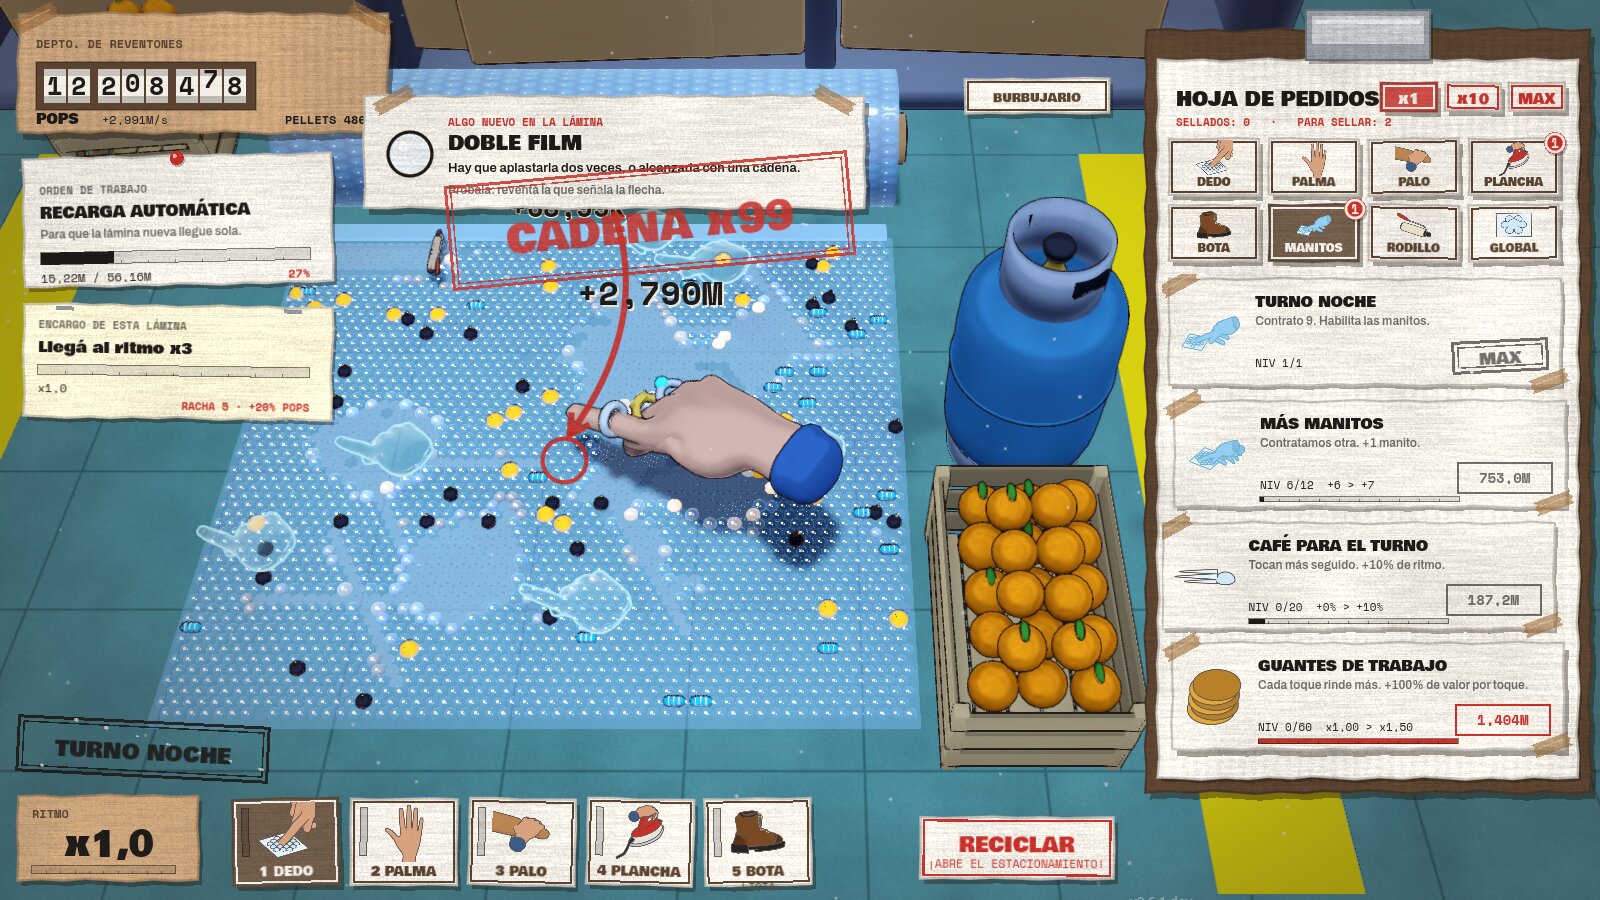 DEPTO. DE REVENTONES
12 208 478
POPS +2,991M/s PELLETS 486
ORDEN DE TRABAJO
RECARGA AUTOMÁTICA
Para que la lámina nueva llegue sola.
15,22M / 56,16M 27%
ENCARGO DE ESTA LÁMINA
Llegá al ritmo x3
x1,0
RACHA 5 · +20% POPS
ALGO NUEVO EN LA LÁMINA
DOBLE FILM
Hay que aplastarla dos veces, o alcanzarla con una cadena.
Probala: reventá la que señala la flecha.
CADENA x99
+2,790M
BURBUJARIO
HOJA DE PEDIDOS x1 x10 MAX
SELLADOS: 0 · PARA SELLAR: 2
DEDO PALMA PALO PLANCHA 1
BOTA MANITOS 1 RODILLO GLOBAL
TURNO NOCHE
Contrato 9. Habilita las manitos.
NIV 1/1
MAX
MÁS MANITOS
Contratamos otra. +1 manito.
NIV 6/12 +6 > +7
753,0M
CAFÉ PARA EL TURNO
Tocan más seguido. +10% de ritmo.
NIV 0/20 +0% > +10%
187,2M
GUANTES DE TRABAJO
Cada toque rinde más. +100% de valor por toque.
NIV 0/60 x1,00 > x1,50
1,404M
TURNO NOCHE
RITMO
x1,0
1 DEDO
2 PALMA
3 PALO
4 PLANCHA
5 BOTA
RECICLAR
¡ABRE EL ESTACIONAMIENTO!